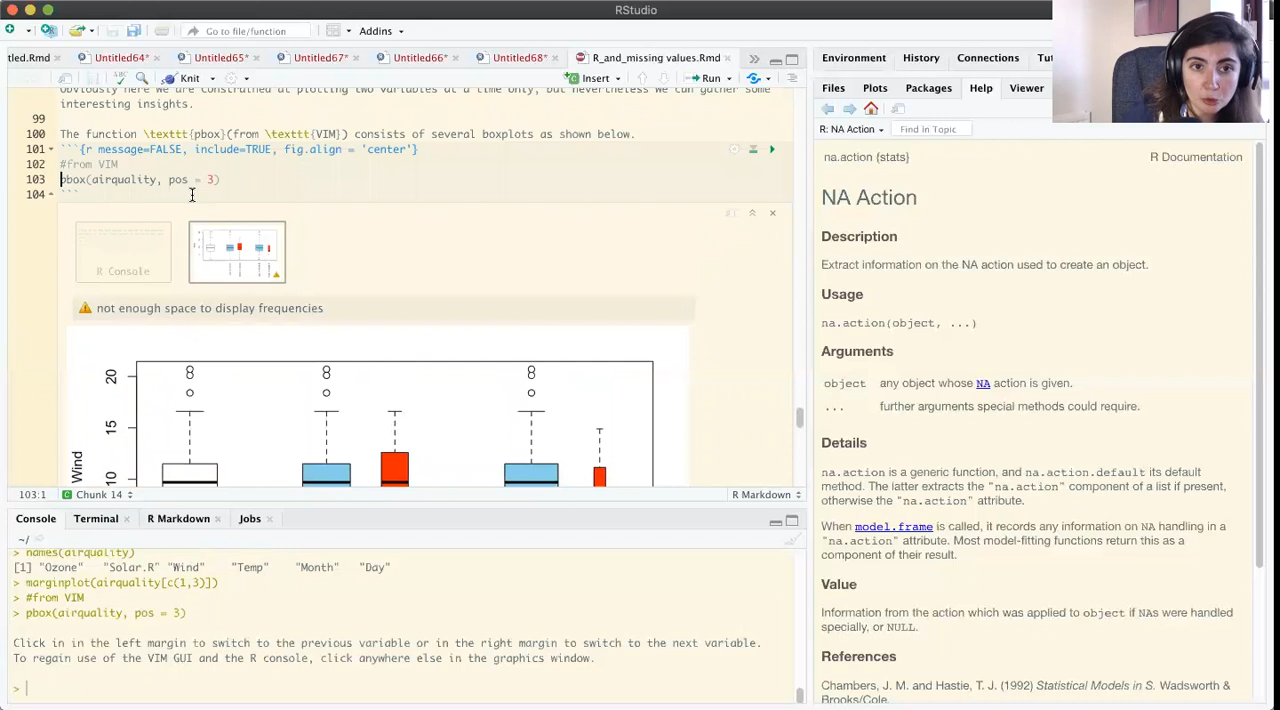 RStudio
Go to file/function
Addins
tled.Rmd
Untitled64*
Untitled65*
Untitled67*
Untitled66*
Untitled68*
R_and_missing values.Rmd
Knit
Insert
Run
Obviously here we are constrained at plotting two variables at a time only, but nevertheless we can gather some
interesting insights.
99
100 The function \texttt{pbox}(from \texttt{VIM}) consists of several boxplots as shown below.
101 ```{r message=FALSE, include=TRUE, fig.align = 'center'}
102 #from VIM
103 pbox(airquality, pos = 3)
104 ```
R Console
not enough space to display frequencies
20
15
10
Wind
103:1 Chunk 14
R Markdown
Console Terminal R Markdown Jobs
~/
> names(airquality)
[1] "Ozone" "Solar.R" "Wind" "Temp" "Month" "Day"
> marginplot(airquality[c(1,3)])
> #from VIM
> pbox(airquality, pos = 3)
Click in in the left margin to switch to the previous variable or in the right margin to switch to the next variable.
To regain use of the VIM GUI and the R console, click anywhere else in the graphics window.
>
Environment History Connections Tu
Files Plots Packages Help Viewer
R: NA Action Find in Topic
na.action {stats} R Documentation
NA Action
Description
Extract information on the NA action used to create an object.
Usage
na.action(object, ...)
Arguments
object any object whose NA action is given.
... further arguments special methods could require.
Details
na.action is a generic function, and na.action.default its default
method. The latter extracts the "na.action" component of a list if present,
otherwise the "na.action" attribute.
When model.frame is called, it records any information on NA handling in a
"na.action" attribute. Most model-fitting functions return this as a
component of their result.
Value
Information from the action which was applied to object if NAs were handled
specially, or NULL.
References
Chambers, J. M. and Hastie, T. J. (1992) Statistical Models in S. Wadsworth &
Brooks/Cole.